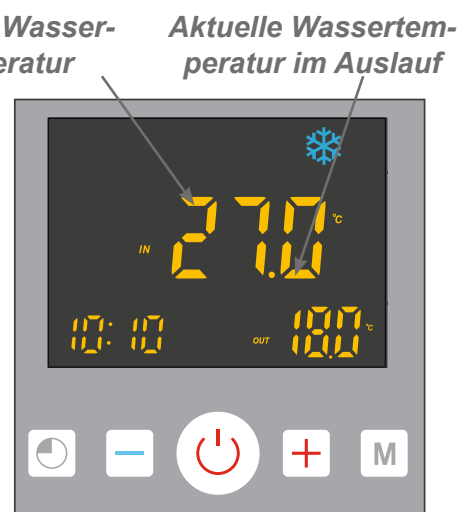 Wasser- Aktuelle Wassertem-
eratur peratur im Auslauf
IN 27.0 °C
10:10 OUT 18.0 °C
M